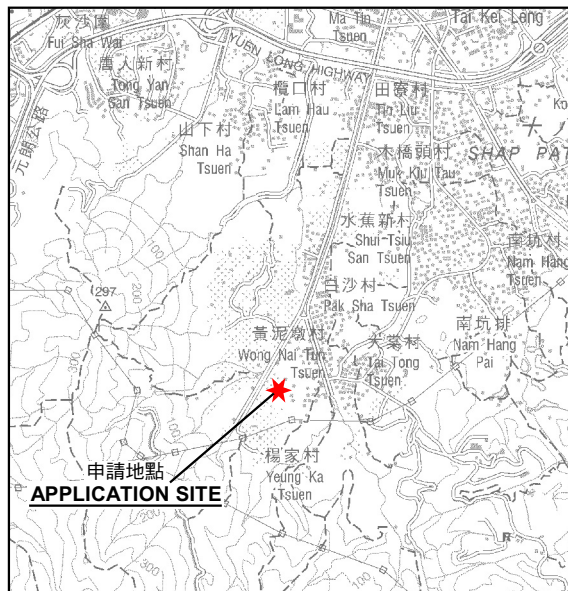 灰沙圍
Fui Sha Wai
Ma Tin
Tsuen
Tai Kei Leng
唐人新村
Tong Yan
San Tsuen
YUEN LONG HIGHWAY
欖口村
Lam Hau
Tsuen
田寮村
Tin Liu
Tsuen
元朗公路
山下村
Shan Ha
Tsuen
木橋頭村
Muk Kiu Tau
Tsuen
大
SHAP PAT
水蕉新村
Shui Tsiu
San Tsuen
南坑村
Nam Hang
Tsuen
白沙村
Pak Sha Tsuen
100
200
297
黃泥墩村
Wong Nai Tun
Tsuen
大棠村
Tai Tong
Tsuen
南坑排
Nam Hang
Pai
100
200
申請地點
APPLICATION SITE
楊家村
Yeung Ka
Tsuen
300
200
100
R